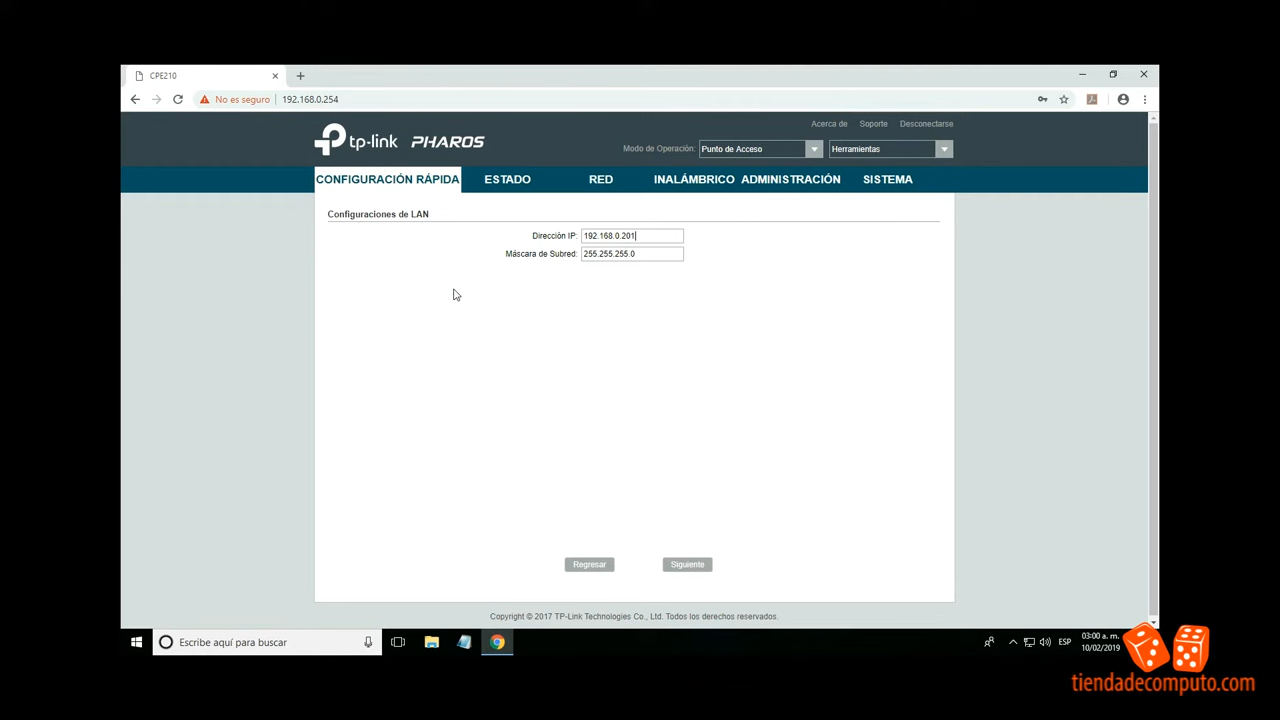 CPE210
No es seguro 192.168.0.254
Acerca de Soporte Desconectarse
tp-link PHAROS
Modo de Operación: Punto de Acceso Herramientas
CONFIGURACIÓN RÁPIDA ESTADO RED INALÁMBRICO ADMINISTRACIÓN SISTEMA
Configuraciones de LAN
Dirección IP: 192.168.0.201
Máscara de Subred: 255.255.255.0
Regresar Siguiente
Copyright © 2017 TP-Link Technologies Co., Ltd. Todos los derechos reservados.
Escribe aquí para buscar
ESP
03:00 a. m.
10/02/2019
tiendadecomputo.com